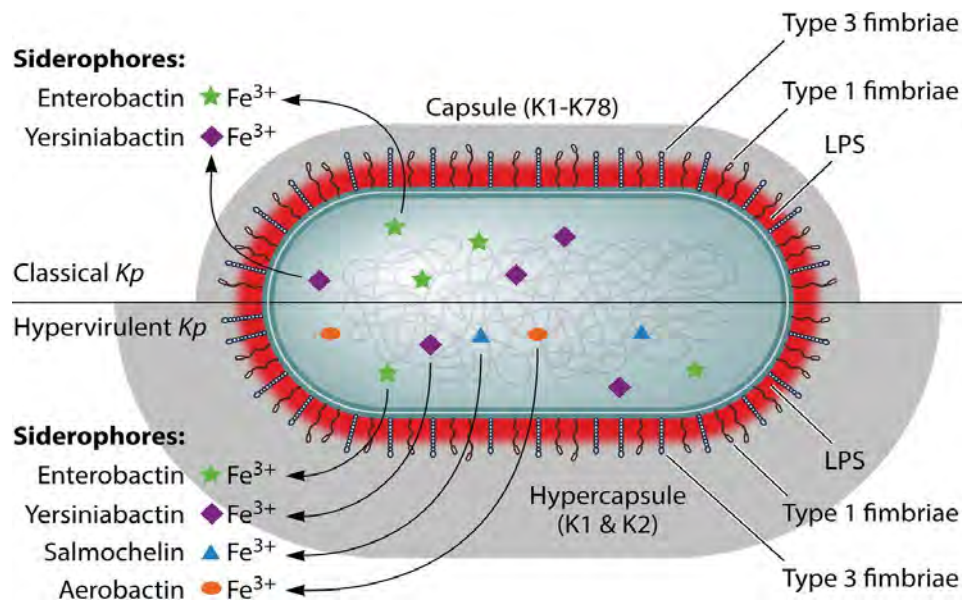 Siderophores:
Enterobactin Fe³⁺
Yersiniabactin Fe³⁺
Capsule (K1-K78)
Type 3 fimbriae
Type 1 fimbriae
LPS
Classical Kp
Hypervirulent Kp
Siderophores:
Enterobactin Fe³⁺
Yersiniabactin Fe³⁺
Salmochelin Fe³⁺
Aerobactin Fe³⁺
Hypercapsule
(K1 & K2)
LPS
Type 1 fimbriae
Type 3 fimbriae